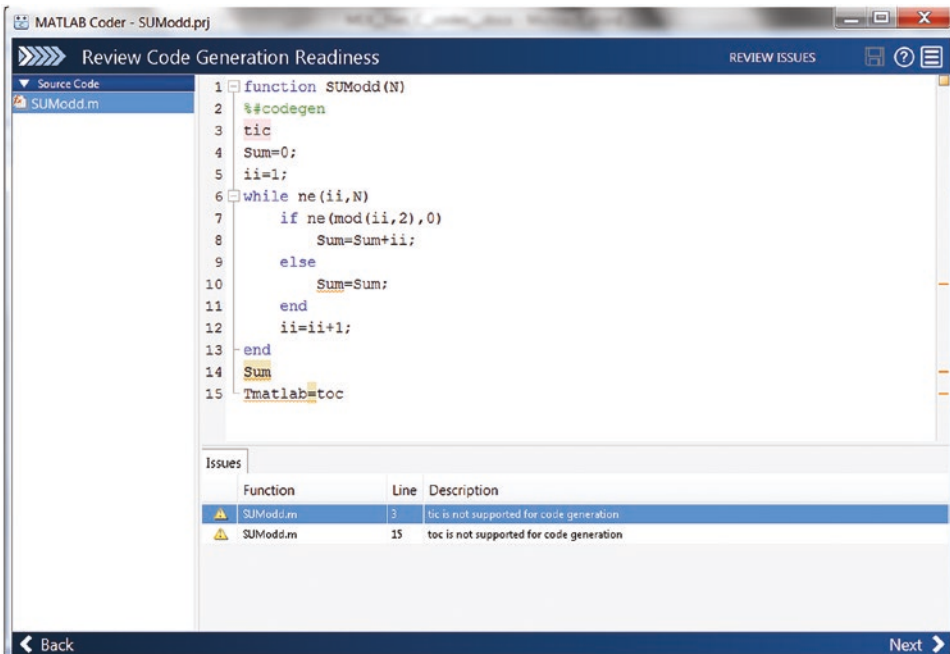 MATLAB Coder - SUModd.prj
Review Code Generation Readiness
REVIEW ISSUES
Source Code
SUModd.m
1 function SUModd(N)
2 %#codegen
3 tic
4 Sum=0;
5 ii=1;
6 while ne(ii,N)
7 if ne(mod(ii,2),0)
8 Sum=Sum+ii;
9 else
10 Sum=Sum;
11 end
12 ii=ii+1;
13 end
14 Sum
15 Tmatlab=toc
Issues
Function Line Description
SUModd.m 3 tic is not supported for code generation
SUModd.m 15 toc is not supported for code generation
Back
Next